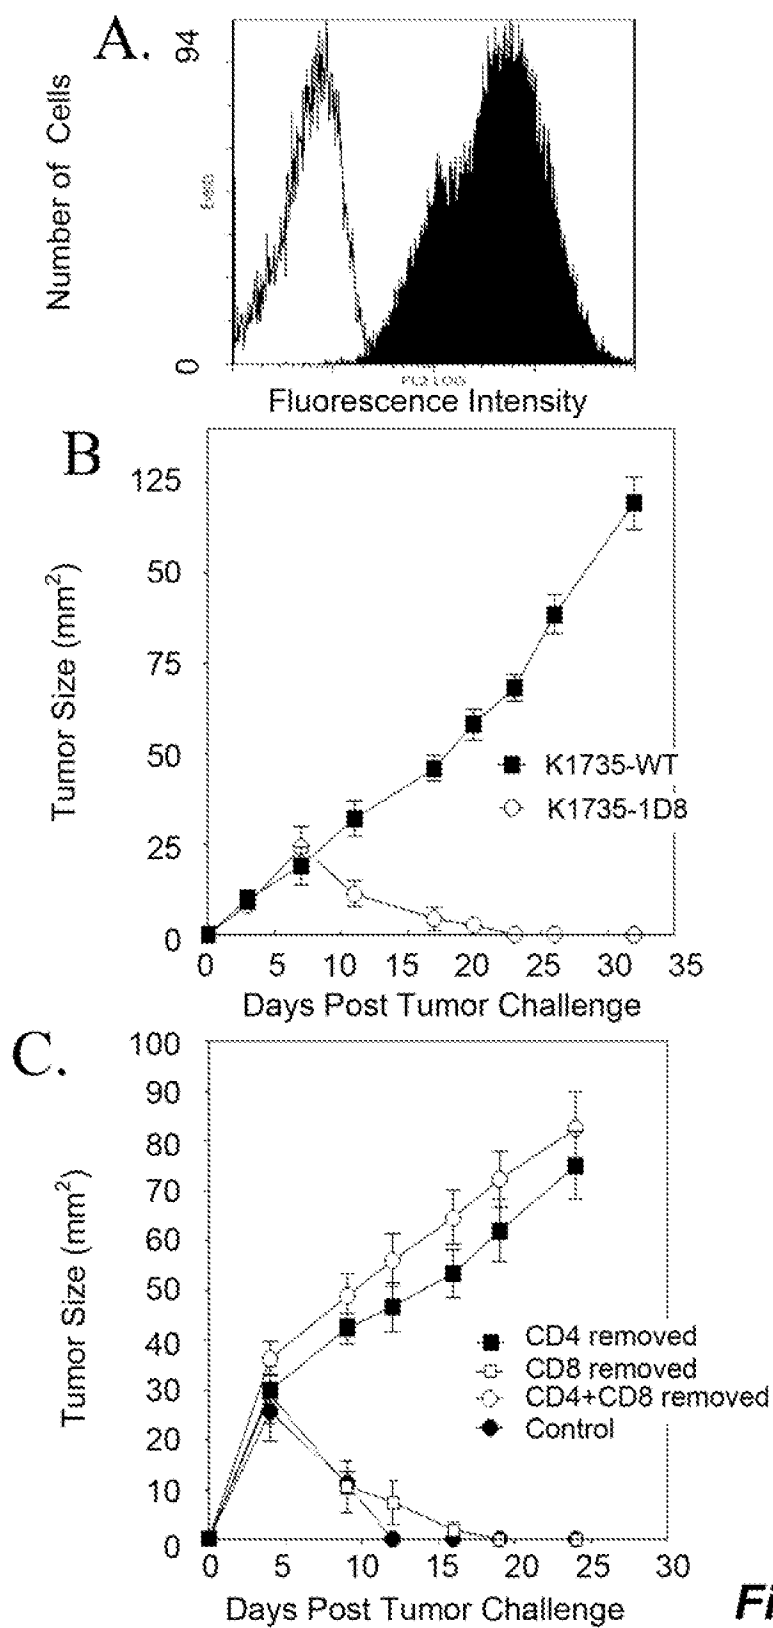 A.
94
Number of Cells
0
Fluorescence Intensity
B
125
50
75
50
25
0
Tumor Size (mm²)
K1735-WT
K1735-1D8
0 5 10 15 20 25 30 35
Days Post Tumor Challenge
C.
100
90
80
70
60
50
40
30
20
10
0
Tumor Size (mm²)
CD4 removed
CD8 removed
CD4+CD8 removed
Control
0 5 10 15 20 25 30
Days Post Tumor Challenge
Fi